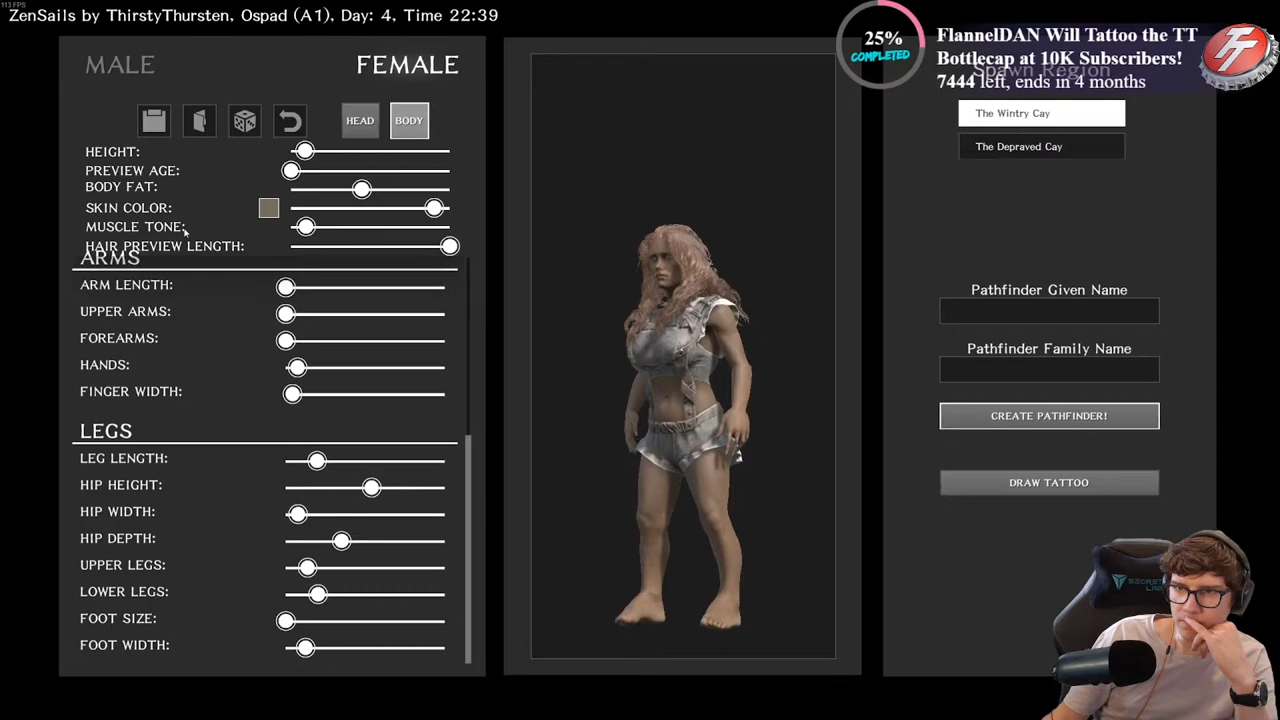 113 FPS
ZenSails by ThirstyThursten, Ospad (A1), Day: 4, Time 22:39
MALE
FEMALE
HEAD
BODY
HEIGHT:
PREVIEW AGE:
BODY FAT:
SKIN COLOR:
MUSCLE TONE:
HAIR PREVIEW LENGTH:
ARMS
ARM LENGTH:
UPPER ARMS:
FOREARMS:
HANDS:
FINGER WIDTH:
LEGS
LEG LENGTH:
HIP HEIGHT:
HIP WIDTH:
HIP DEPTH:
UPPER LEGS:
LOWER LEGS:
FOOT SIZE:
FOOT WIDTH:
25%
COMPLETED
FlannelDAN Will Tattoo the TT
Bottlecap at 10K Subscribers!
7444 left, ends in 4 months
Spawn Region
The Wintry Cay
The Depraved Cay
Pathfinder Given Name
Pathfinder Family Name
CREATE PATHFINDER!
DRAW TATTOO